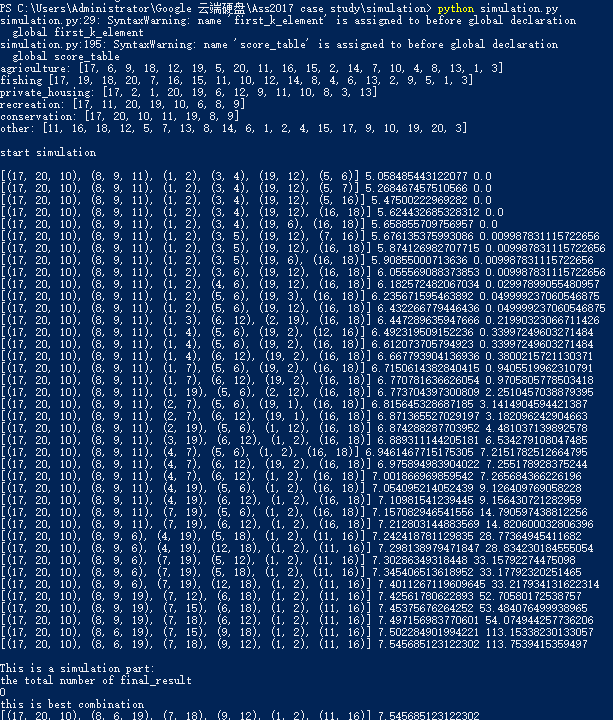 PS C:\Users\Administrator\Google 云端硬盘\Ass2017 case study\simulation> python simulation.py
simulation.py:29: SyntaxWarning: name 'first_k_element' is assigned to before global declaration
  global first_k_element
simulation.py:195: SyntaxWarning: name 'score_table' is assigned to before global declaration
  global score_table
agriculture: [17, 6, 9, 18, 12, 19, 5, 20, 11, 16, 15, 2, 14, 7, 10, 4, 8, 13, 1, 3]
fishing [17, 19, 18, 20, 7, 16, 15, 11, 10, 12, 14, 8, 4, 6, 13, 2, 9, 5, 1, 3]
private_housing: [17, 2, 1, 20, 19, 6, 12, 9, 11, 10, 8, 3, 13]
recreation: [17, 11, 20, 19, 10, 6, 8, 9]
conservation: [17, 20, 10, 11, 19, 8, 9]
other: [11, 16, 18, 12, 5, 7, 13, 8, 14, 6, 1, 2, 4, 15, 17, 9, 10, 19, 20, 3]
start simulation
[(17, 20, 10), (8, 9, 11), (1, 2), (3, 4), (19, 12), (5, 6)] 5.058485443122077 0.0
[(17, 20, 10), (8, 9, 11), (1, 2), (3, 4), (19, 12), (5, 7)] 5.268467457510566 0.0
[(17, 20, 10), (8, 9, 11), (1, 2), (3, 4), (19, 12), (5, 16)] 5.47500222969282 0.0
[(17, 20, 10), (8, 9, 11), (1, 2), (3, 4), (19, 12), (16, 18)] 5.624432685328312 0.0
[(17, 20, 10), (8, 9, 11), (1, 2), (3, 4), (19, 6), (16, 18)] 5.658855709756957 0.0
[(17, 20, 10), (8, 9, 11), (1, 2), (3, 5), (19, 12), (7, 16)] 5.676135375993086 0.009987831115722656
[(17, 20, 10), (8, 9, 11), (1, 2), (3, 5), (19, 12), (16, 18)] 5.874126982707715 0.009987831115722656
[(17, 20, 10), (8, 9, 11), (1, 2), (3, 5), (19, 6), (16, 18)] 5.90855000713636 0.009987831115722656
[(17, 20, 10), (8, 9, 11), (1, 2), (3, 6), (19, 12), (16, 18)] 6.055569088373853 0.009987831115722656
[(17, 20, 10), (8, 9, 11), (1, 2), (4, 6), (19, 12), (16, 18)] 6.182572482067034 0.02997899055480957
[(17, 20, 10), (8, 9, 11), (1, 2), (5, 6), (19, 3), (16, 18)] 6.235671595463892 0.049999237060546875
[(17, 20, 10), (8, 9, 11), (1, 2), (5, 6), (19, 12), (16, 18)] 6.432266779446436 0.049999237060546875
[(17, 20, 10), (8, 9, 11), (1, 3), (6, 12), (2, 19), (16, 18)] 6.447289635947666 0.21990323066711426
[(17, 20, 10), (8, 9, 11), (1, 4), (5, 6), (19, 2), (12, 16)] 6.492319509152236 0.3399724960327148​4
[(17, 20, 10), (8, 9, 11), (1, 4), (5, 6), (19, 2), (16, 18)] 6.612073705794923 0.33997249603271484
[(17, 20, 10), (8, 9, 11), (1, 4), (6, 12), (19, 2), (16, 18)] 6.667793904136936 0.3800215721130371
[(17, 20, 10), (8, 9, 11), (1, 7), (5, 6), (19, 2), (16, 18)] 6.715061438284​0415 0.9405519962310791
[(17, 20, 10), (8, 9, 11), (1, 7), (6, 12), (19, 2), (16, 18)] 6.770781636626054 0.9705805778503418
[(17, 20, 10), (8, 9, 11), (1, 19), (5, 6), (2, 12), (16, 18)] 6.773704397300809 2.2510457038879395
[(17, 20, 10), (8, 9, 11), (2, 7), (5, 6), (19, 1), (16, 18)] 6.815645328687185 3.1414904594421387
[(17, 20, 10), (8, 9, 11), (2, 7), (6, 12), (19, 1), (16, 18)] 6.871365527029197 3.182096242904663
[(17, 20, 10), (8, 9, 11), (3, 19), (5, 6), (1, 2), (16, 18)] 6.874288287703952 4.481037139892578
[(17, 20, 10), (8, 9, 11), (3, 19), (6, 12), (1, 2), (16, 18)] 6.889311144205181 6.534279108047485
[(17, 20, 10), (8, 9, 11), (4, 7), (5, 6), (1, 2), (16, 18)] 6.9461467715175305 7.2151782512664795
[(17, 20, 10), (8, 9, 11), (4, 7), (6, 12), (19, 2), (16, 18)] 6.975894983904022 7.255178928375244
[(17, 20, 10), (8, 9, 11), (4, 7), (6, 12), (1, 2), (16, 18)] 7.001866969859542 7.265684366226196
[(17, 20, 10), (8, 9, 11), (4, 19), (5, 6), (1, 2), (16, 18)] 7.054095214052439 9.126409769058228
[(17, 20, 10), (8, 9, 11), (4, 19), (6, 12), (1, 2), (16, 18)] 7.10981541239445 9.156430721282959
[(17, 20, 10), (8, 9, 11), (7, 19), (5, 6), (1, 2), (16, 18)] 7.157082946541556 14.790597438812256
[(17, 20, 10), (8, 9, 11), (7, 19), (6, 12), (1, 2), (16, 18)] 7.212803144883569 14.820600032806396
[(17, 20, 10), (8, 9, 6), (4, 19), (5, 18), (1, 2), (11, 16)] 7.242418781129835 28.77364945411682
[(17, 20, 10), (8, 9, 6), (4, 19), (12, 18), (1, 2), (11, 16)] 7.298138979471847 28.834230184555054
[(17, 20, 10), (8, 9, 6), (7, 19), (5, 12), (1, 2), (11, 16)] 7.30286349318448 33.15792274475098
[(17, 20, 10), (8, 9, 6), (7, 19), (5, 18), (1, 2), (11, 16)] 7.345406513618952 33.17792320251465
[(17, 20, 10), (8, 9, 6), (7, 19), (12, 18), (1, 2), (11, 16)] 7.4011267119609645 33.217934131622314
[(17, 20, 10), (8, 9, 19), (7, 12), (6, 18), (1, 2), (11, 16)] 7.42561780622893 52.70580172538757
[(17, 20, 10), (8, 9, 19), (7, 15), (6, 18), (1, 2), (11, 16)] 7.45375676264252 53.484076499938965
[(17, 20, 10), (8, 9, 19), (7, 18), (6, 12), (1, 2), (11, 16)] 7.497156983770601 54.074944257736206
[(17, 20, 10), (8, 6, 19), (7, 15), (9, 18), (1, 2), (11, 16)] 7.502284901994221 113.15338230133057
[(17, 20, 10), (8, 6, 19), (7, 18), (9, 12), (1, 2), (11, 16)] 7.545685123122302 113.7539415359497
This is a simulation part:
the total number of final_result
0
this is best combination
[(17, 20, 10), (8, 6, 19), (7, 18), (9, 12), (1, 2), (11, 16)] 7.545685123122302